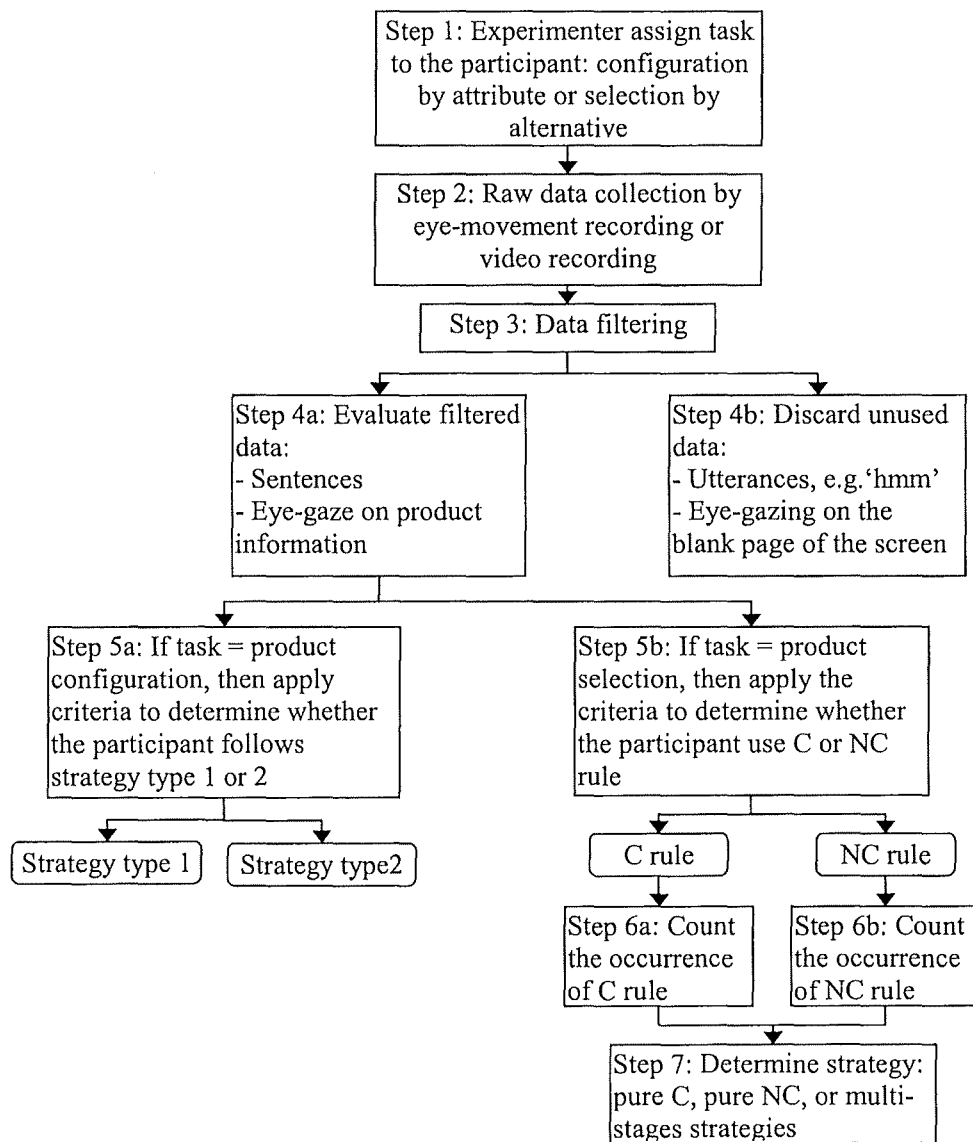 Step 1: Experimenter assign task
to the participant: configuration
by attribute or selection by
alternative
Step 2: Raw data collection by
eye-movement recording or
video recording
Step 3: Data filtering
Step 4a: Evaluate filtered
data:
- Sentences
- Eye-gaze on product
information
Step 4b: Discard unused
data:
- Utterances, e.g.‘hmm’
- Eye-gazing on the
blank page of the screen
Step 5a: If task = product
configuration, then apply
criteria to determine whether
the participant follows
strategy type 1 or 2
Step 5b: If task = product
selection, then apply the
criteria to determine whether
the participant use C or NC
rule
Strategy type 1
Strategy type2
C rule
NC rule
Step 6a: Count
the occurrence
of C rule
Step 6b: Count
the occurrence
of NC rule
Step 7: Determine strategy:
pure C, pure NC, or multi-
stages strategies